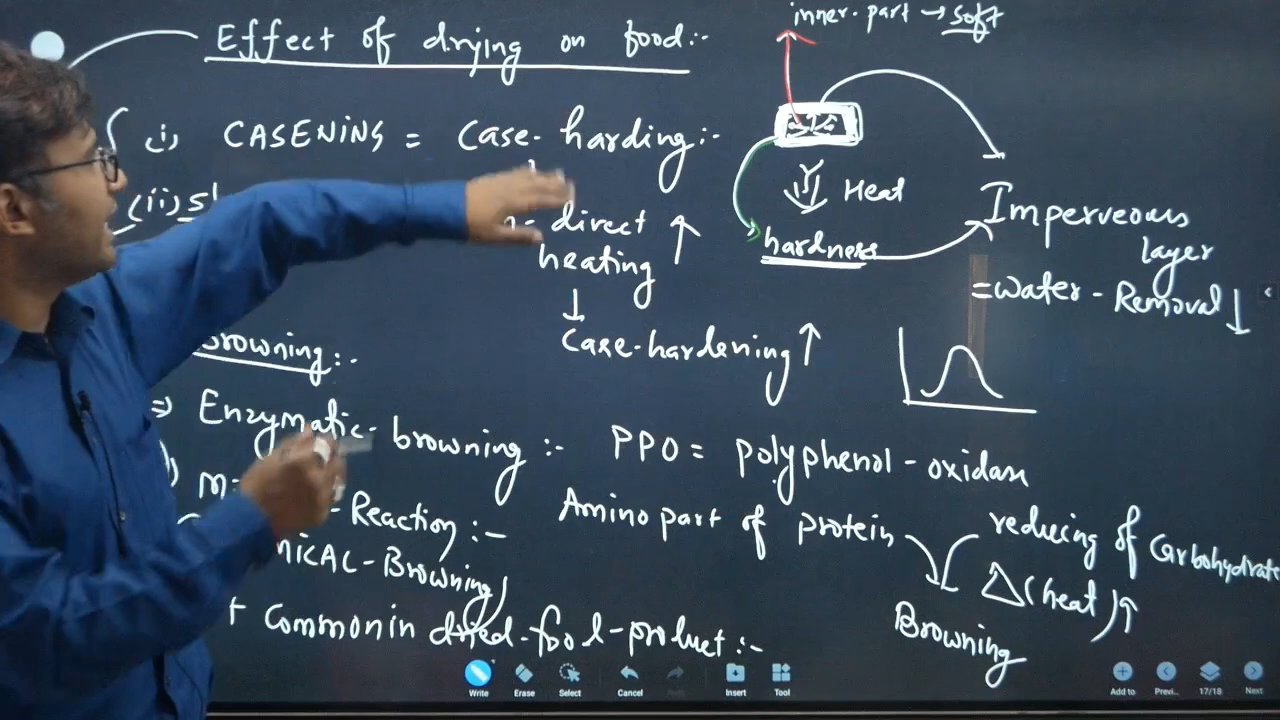 Effect of drying on food:-
inner part → soft
(i) CASENING = Case-harding:-
(ii)
direct ↑
heating
↓
Case-hardening ↑
Heat
hardness
Imperveous
layer
= water - Removal ↓
Browning:-
⇒ Enzymatic-browning :- PPO = polyphenol-oxidase
-Reaction:-
Amino part of protein
reducing of Carbohydrate
Δ(heat)↑
Browning
-Browning)
Common in dried-food-product:-
Write
Erase
Select
Cancel
Insert
Tool
Add to
Previ..
17/18
Next